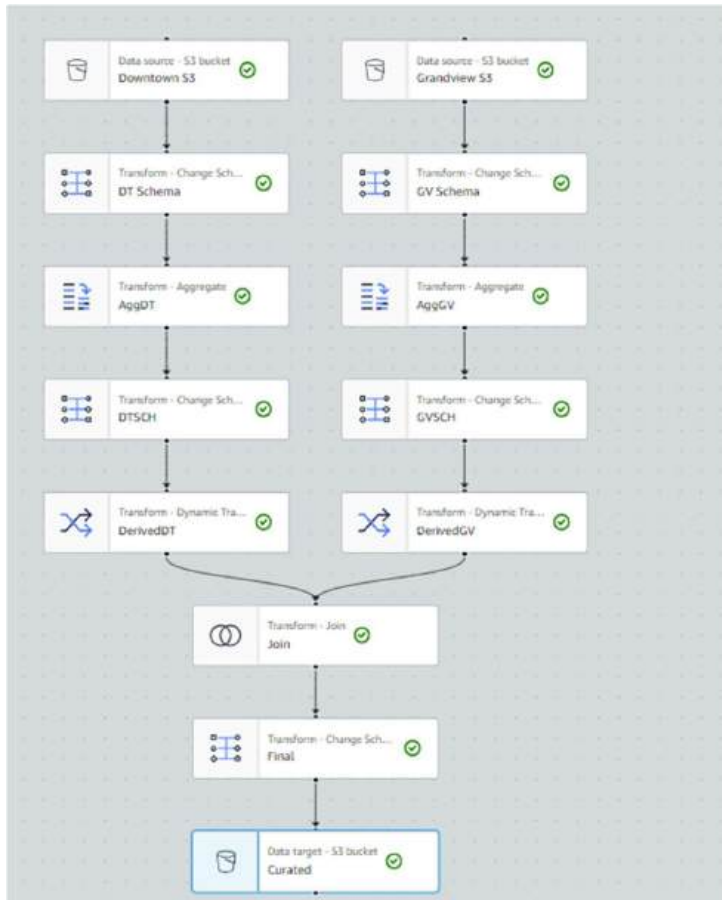 Data source - S3 bucket
Downtown S3
Data source - S3 bucket
Grandview S3
Transform - Change Sch...
DT Schema
Transform - Change Sch...
GV Schema
Transform - Aggregate
AggDT
Transform - Aggregate
AggGV
Transform - Change Sch...
DTSCH
Transform - Change Sch...
GVSCH
Transform - Dynamic Tra...
DerivedDT
Transform - Dynamic Tra...
DerivedGV
Transform - Join
Join
Transform - Change Sch...
Final
Data target - S3 bucket
Curated